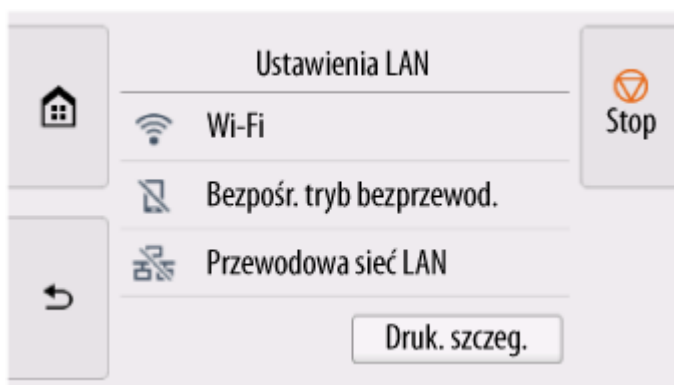 Ustawienia LAN
Stop
Wi-Fi
Bezpośr. tryb bezprzewod.
Przewodowa sieć LAN
Druk. szczeg.